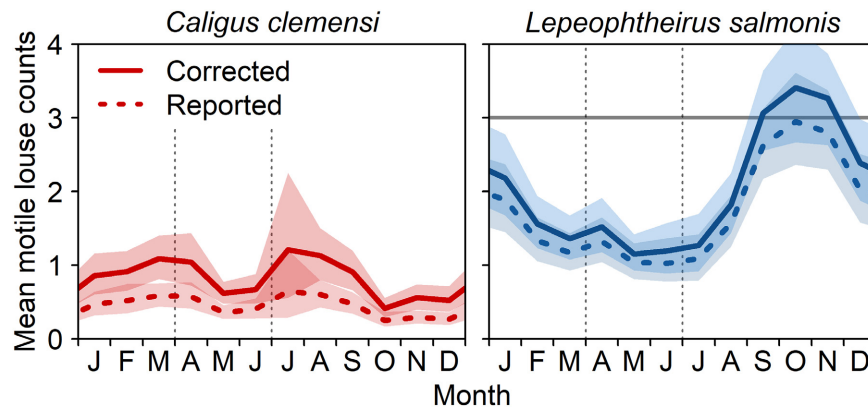 Caligus clemensi
Lepeophtheirus salmonis
Mean motile louse counts
4
3
2
1
0
Corrected
Reported
J F M A M J J A S O N D
J F M A M J J A S O N D
Month